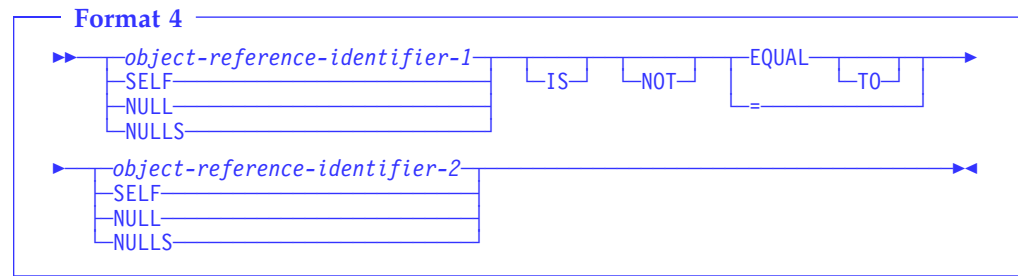 Format 4
object-reference-identifier-1 EQUAL
SELF IS NOT TO
NULL =
NULLS
object-reference-identifier-2
SELF
NULL
NULLS